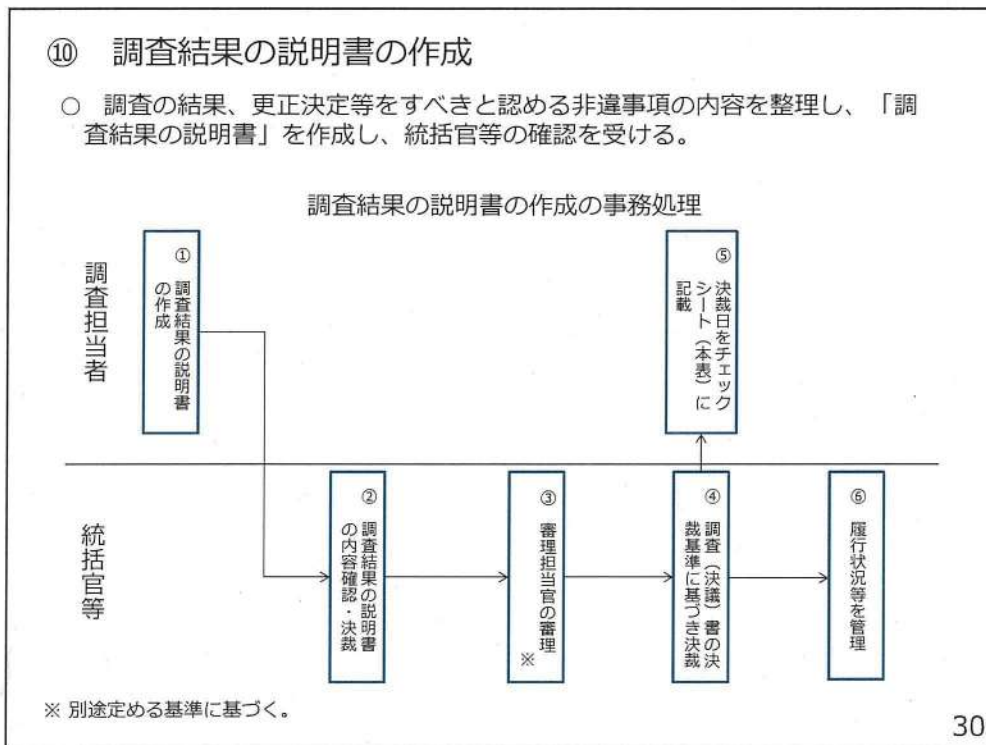 ⑩ 調査結果の説明書の作成
○ 調査の結果、更正決定等をすべきと認める非違事項の内容を整理し、「調
査結果の説明書」を作成し、統括官等の確認を受ける。
調査結果の説明書の作成の事務処理
調査担当者
①
調査結果の説明書
の作成
⑤
決裁日をチェック
シート（本表）に
記載
統括官等
②
調査結果の説明書
の内容確認・決裁
③
審理担当官の審理
※
④
調査（決議）書の決
裁基準に基づき決裁
⑥
履行状況等を管理
※ 別途定める基準に基づく。
30